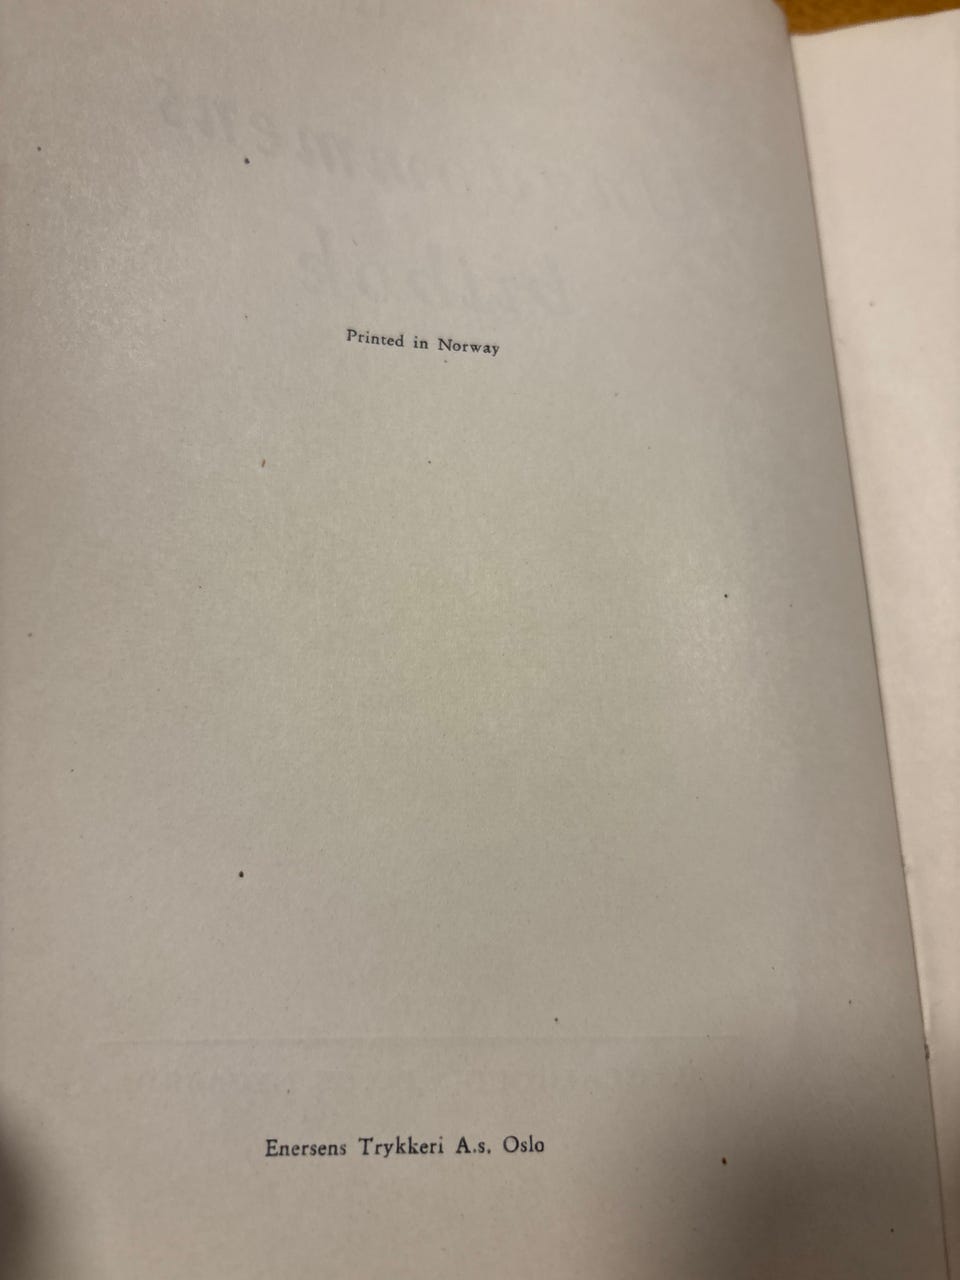 Printed in Norway
Enersens Trykkeri A.s. Oslo